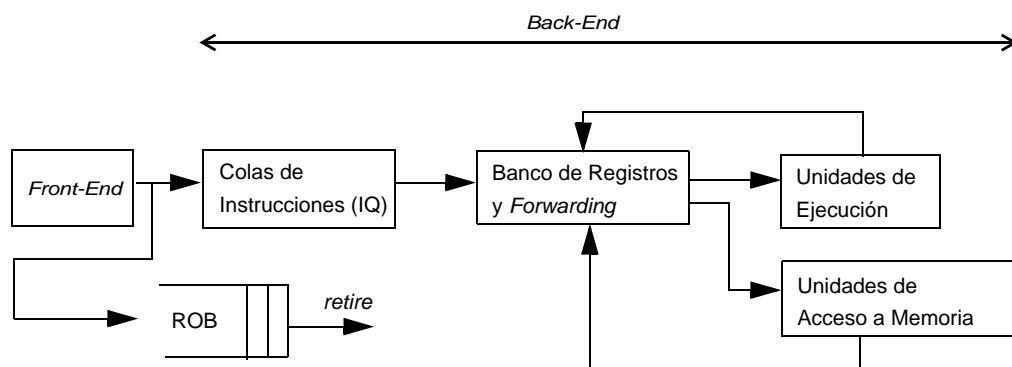 Back-End
Front-End
Colas de
Instrucciones (IQ)
Banco de Registros
y Forwarding
Unidades de
Ejecución
Unidades de
Acceso a Memoria
ROB
retire